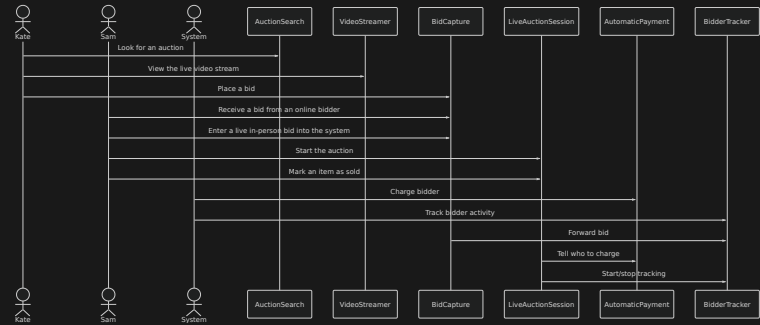 Kate Sam System AuctionSearch VideoStreamer BidCapture LiveAuctionSession AutomaticPayment BidderTracker
Look for an auction
View the live video stream
Place a bid
Receive a bid from an online bidder
Enter a live in-person bid into the system
Start the auction
Mark an item as sold
Charge bidder
Track bidder activity
Forward bid
Tell who to charge
Start/stop tracking
Kate Sam System AuctionSearch VideoStreamer BidCapture LiveAuctionSession AutomaticPayment BidderTracker